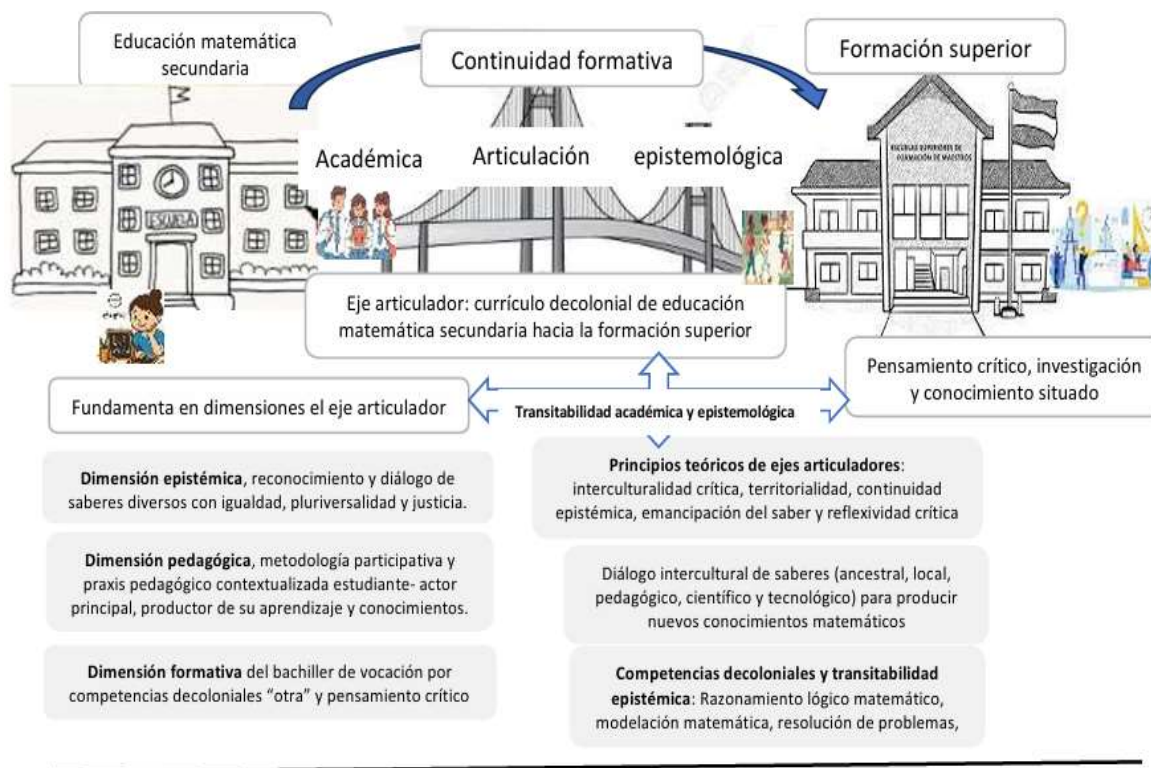 Educación matemática
secundaria
Continuidad formativa
Formación superior
Académica
Articulación
epistemológica
ESCUELA
ESCUELAS SUPERIORES DE
FORMACIÓN DE MAESTROS
Eje articulador: currículo decolonial de educación
matemática secundaria hacia la formación superior
Pensamiento crítico, investigación
y conocimiento situado
Fundamenta en dimensiones el eje articulador
Transitabilidad académica y epistemológica
Dimensión epistémica, reconocimiento y diálogo de
saberes diversos con igualdad, pluriversalidad y justicia.
Dimensión pedagógica, metodología participativa y
praxis pedagógico contextualizada estudiante- actor
principal, productor de su aprendizaje y conocimientos.
Dimensión formativa del bachiller de vocación por
competencias decoloniales “otra” y pensamiento crítico
Principios teóricos de ejes articuladores:
interculturalidad crítica, territorialidad, continuidad
epistémica, emancipación del saber y reflexividad crítica
Diálogo intercultural de saberes (ancestral, local,
pedagógico, científico y tecnológico) para producir
nuevos conocimientos matemáticos
Competencias decoloniales y transitabilidad
epistémica: Razonamiento lógico matemático,
modelación matemática, resolución de problemas,